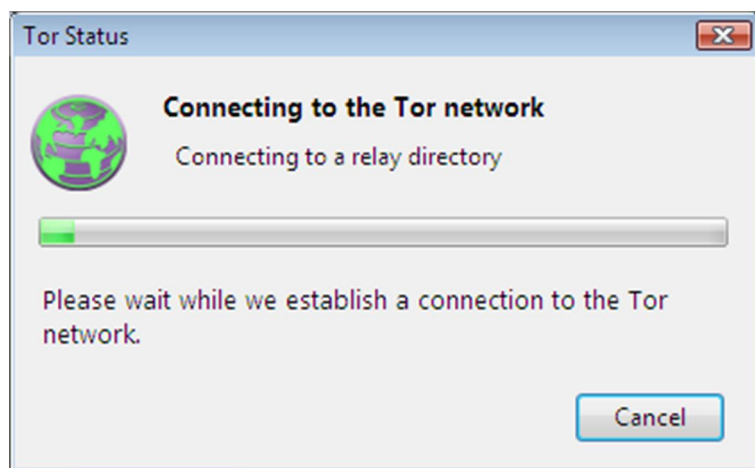 Tor Status
Connecting to the Tor network
Connecting to a relay directory
Please wait while we establish a connection to the Tor
network.
Cancel